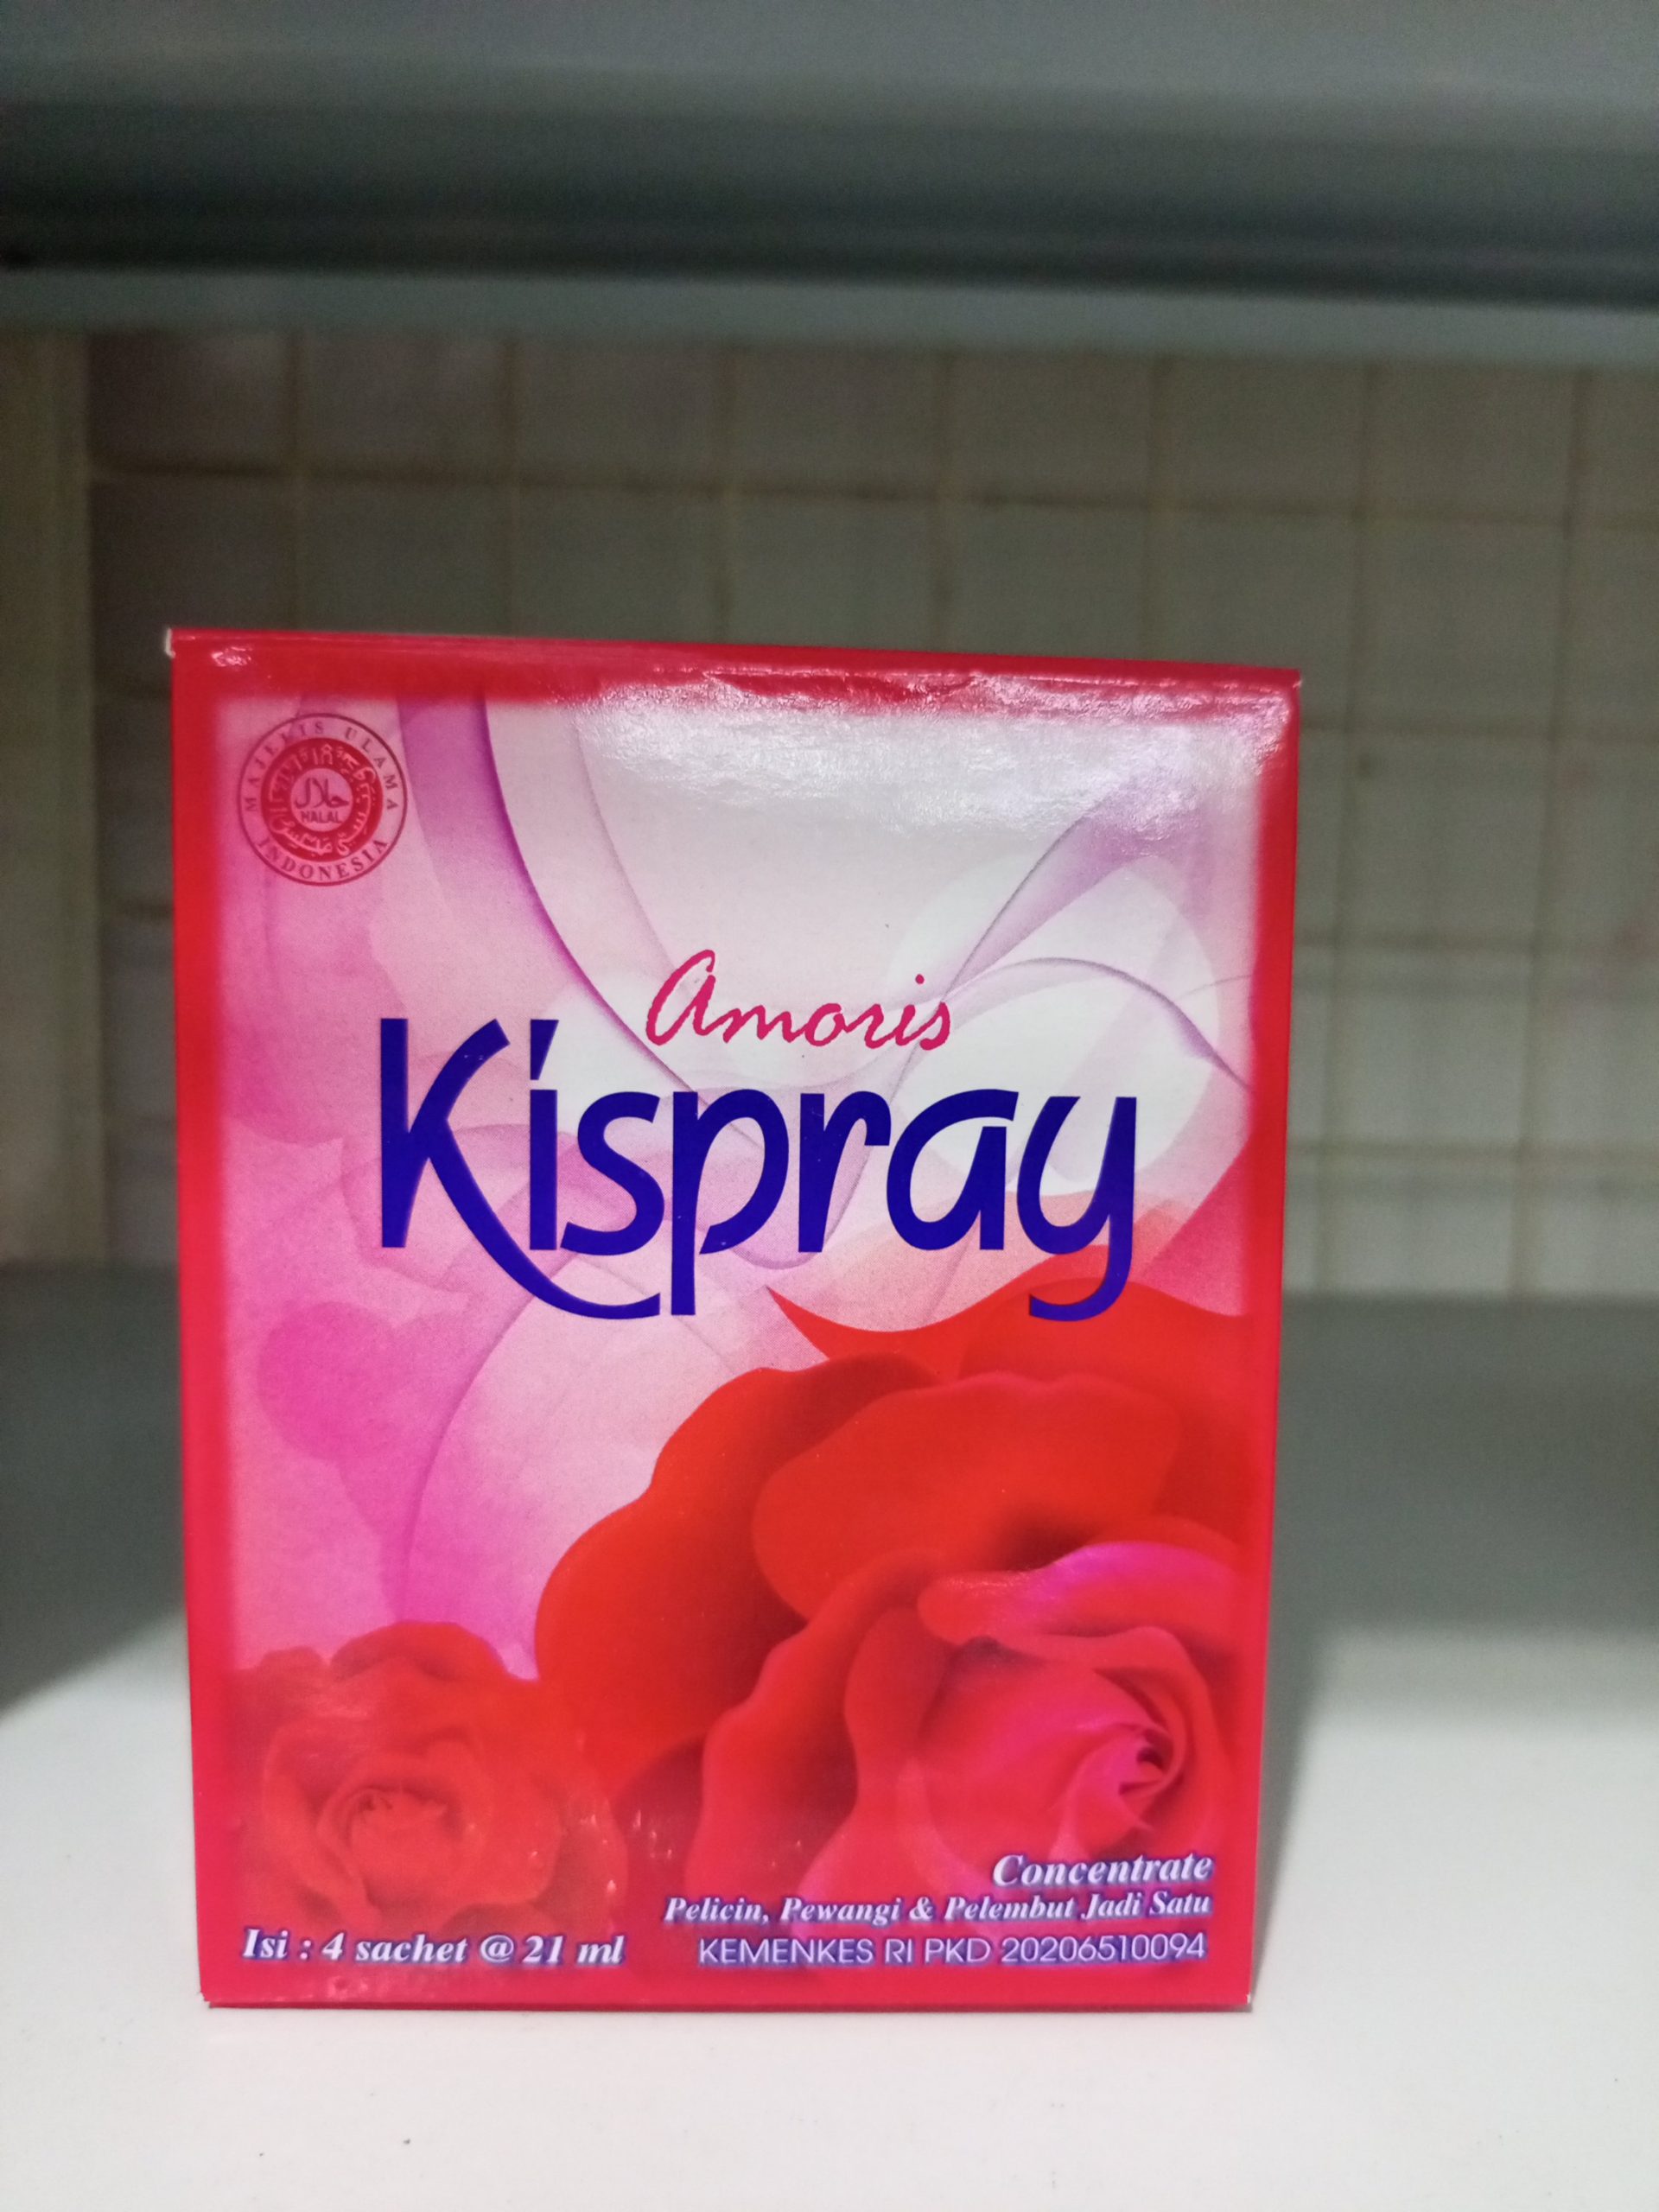 MAJELIS ULAMA
حلال
HALAL
INDONESIA
Amoris
Kispray
Concentrate
Pelicin, Pewangi & Pelembut Jadi Satu
Isi : 4 sachet @ 21 ml
KEMENKES RI PKD 20206510094